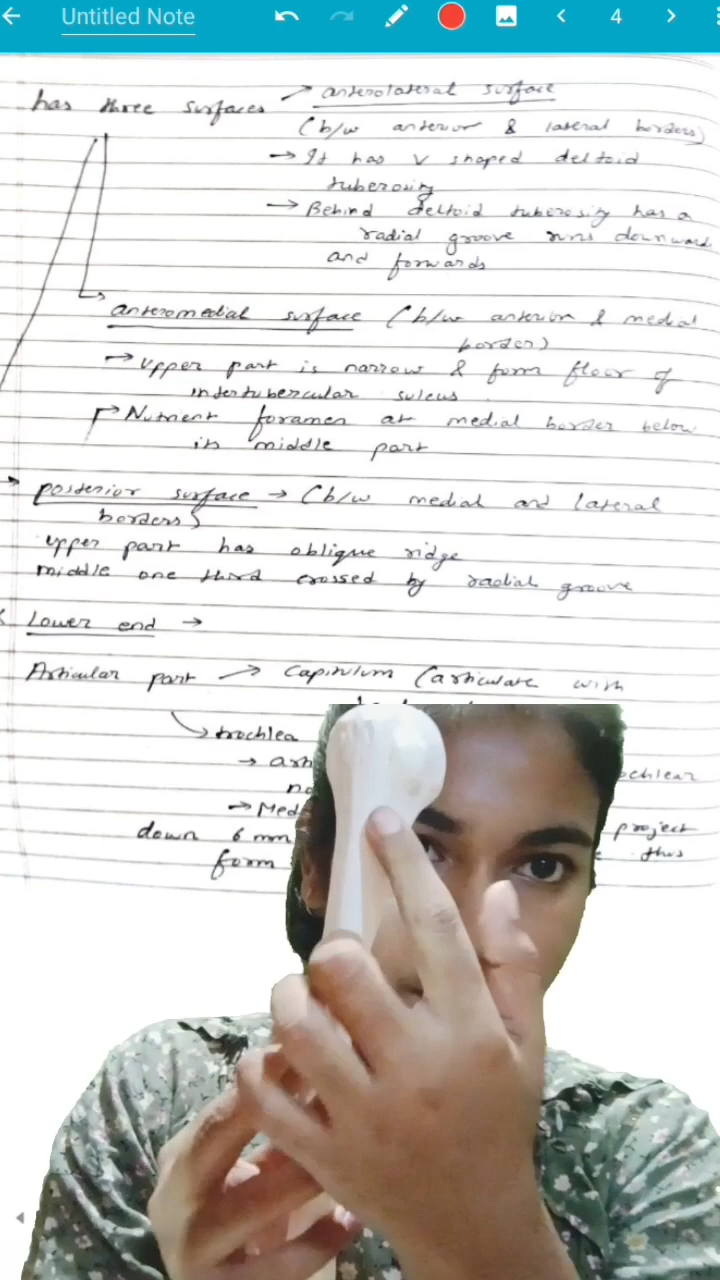 Untitled Note
4
has three surfaces → anterolateral surface
(b/w anterior & lateral borders)
→ It has V shaped deltoid
tuberosity
→ Behind deltoid tuberosity has a
radial groove runs downward
and forwards
anteromedial surface (b/w anterior & medial
border)
→ Upper part is narrow & form floor of
intertubercular sulcus
→ Nutrient foramen at medial border below
its middle part
posterior surface → (b/w medial and lateral
borders)
upper part has oblique ridge
middle one third crossed by radial groove
Lower end →
Articular part → Capitulum (articulate with
→ trochlea
→
ochlear
→ Med
project
down 6 mm
this
form